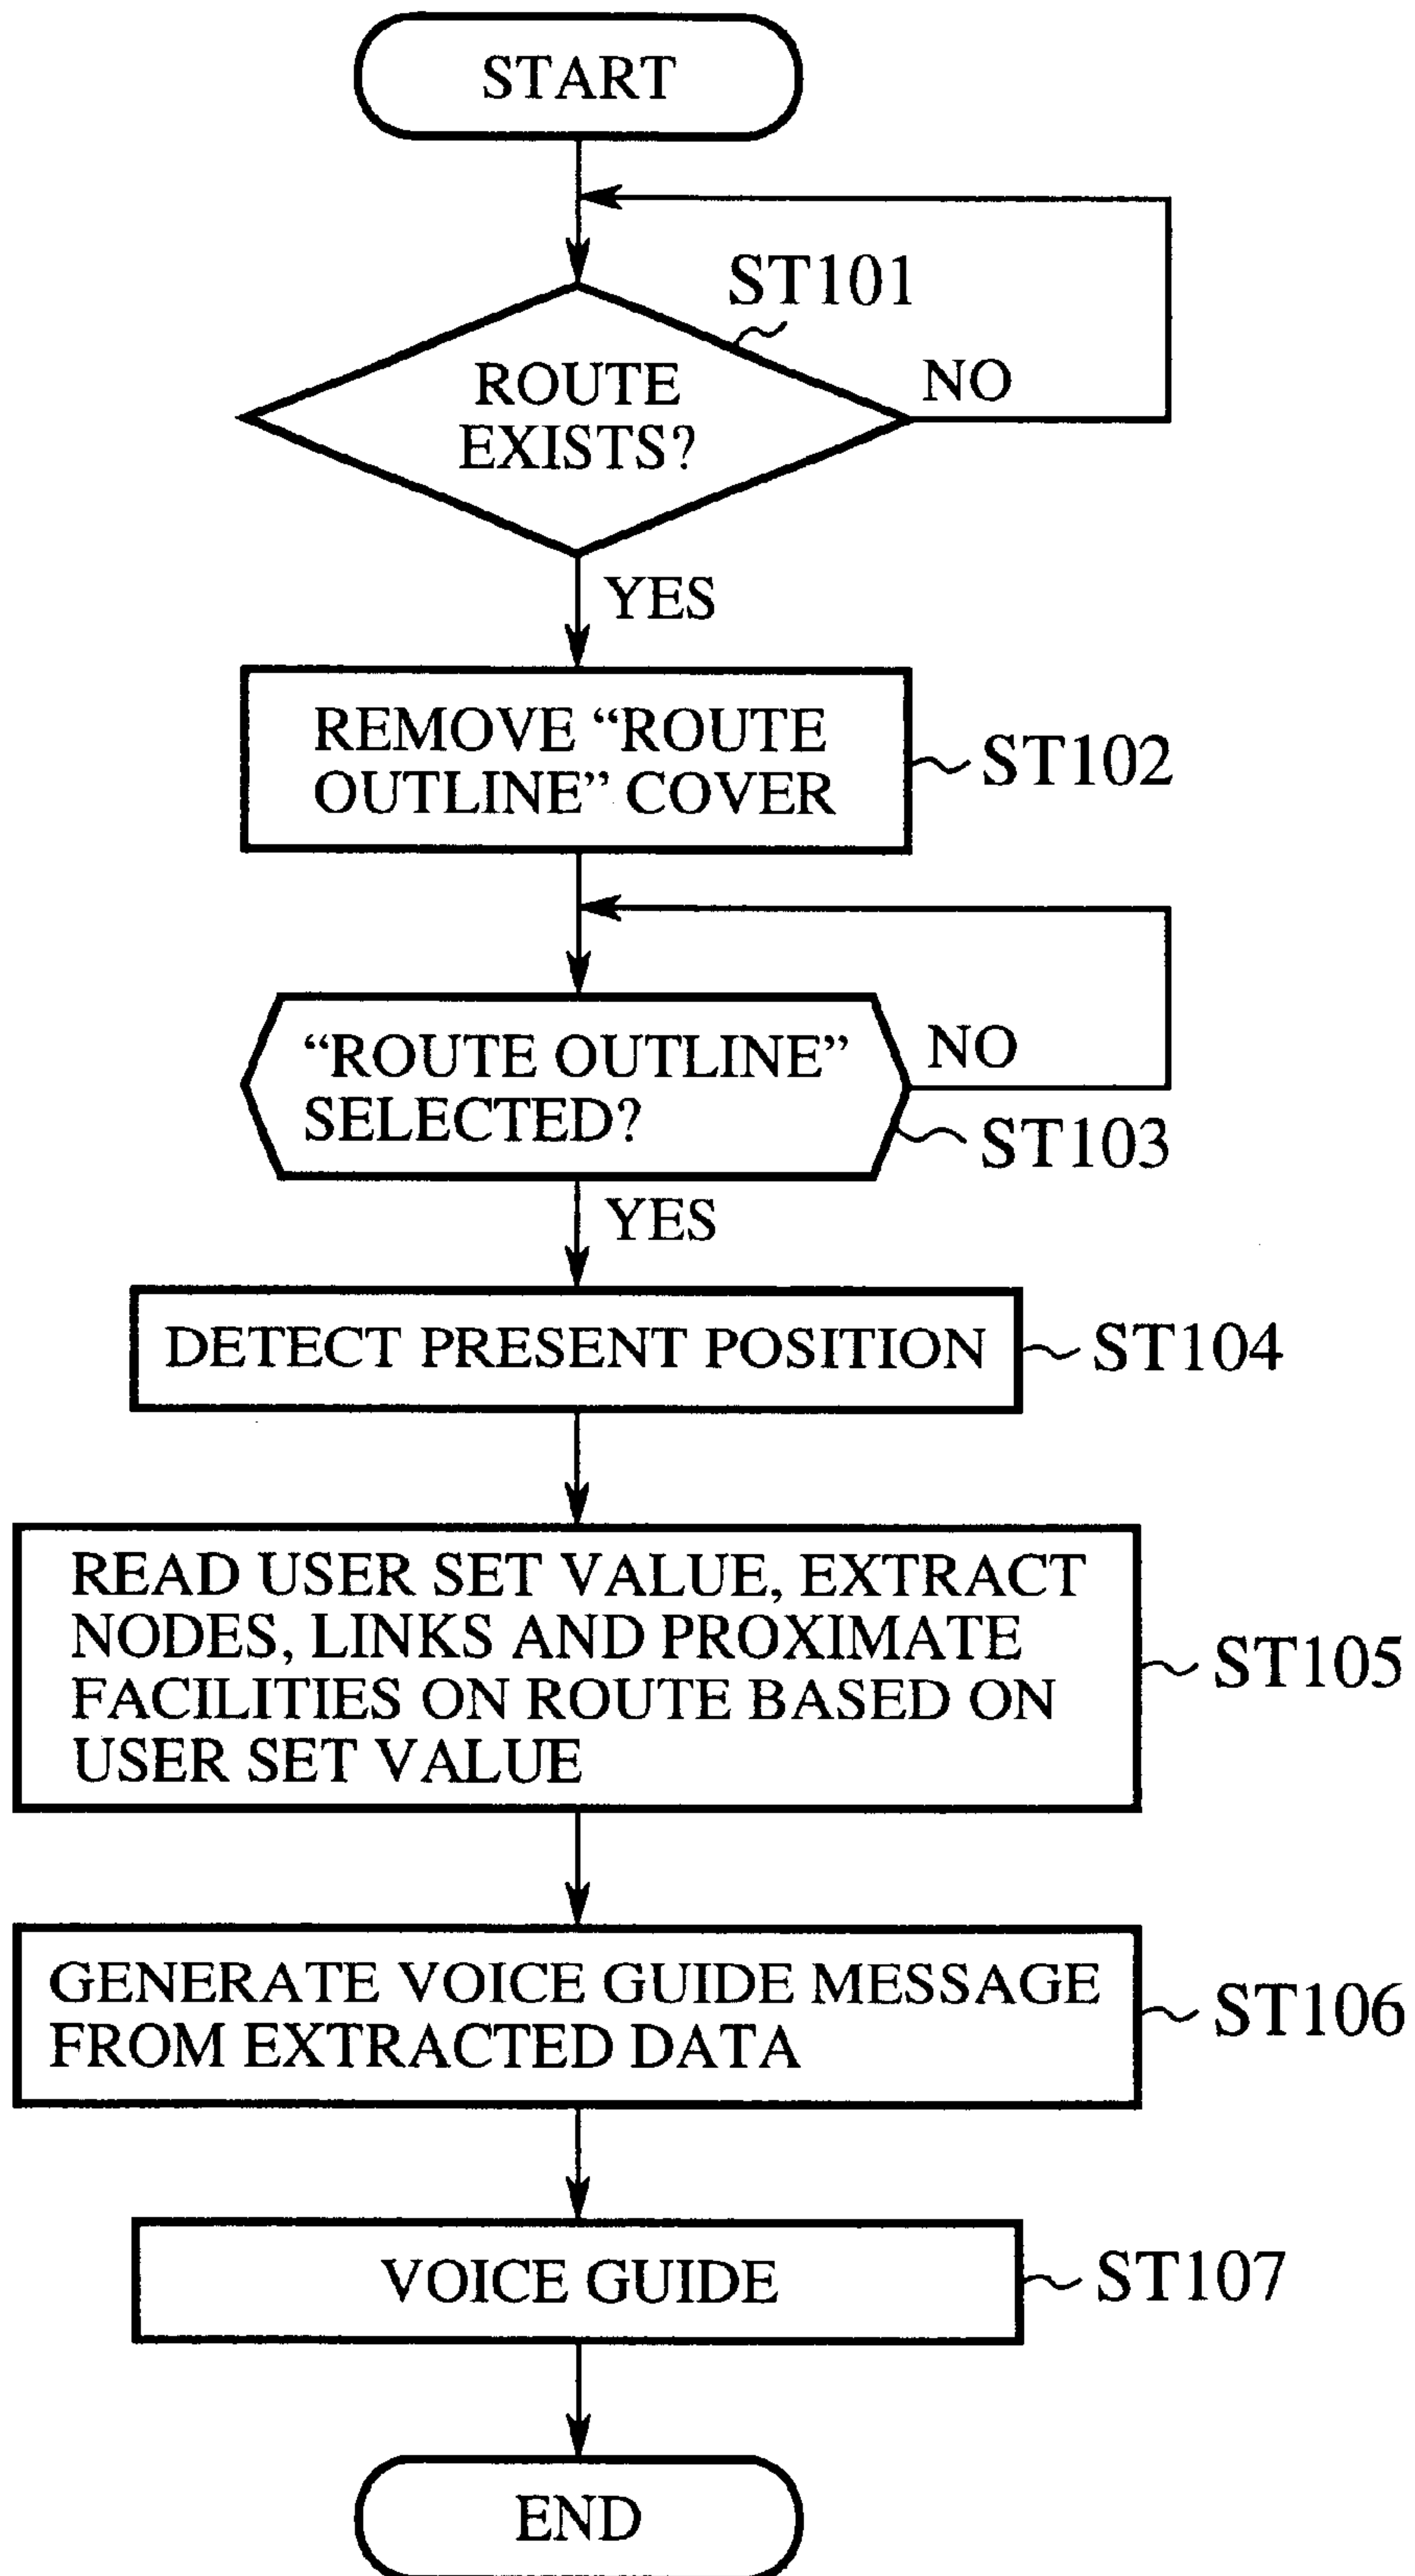 START
ST101
ROUTE
EXISTS?
NO
YES
REMOVE “ROUTE
OUTLINE” COVER
ST102
“ROUTE OUTLINE”
SELECTED?
NO
ST103
YES
DETECT PRESENT POSITION
ST104
READ USER SET VALUE, EXTRACT
NODES, LINKS AND PROXIMATE
FACILITIES ON ROUTE BASED ON
USER SET VALUE
ST105
GENERATE VOICE GUIDE MESSAGE
FROM EXTRACTED DATA
ST106
VOICE GUIDE
ST107
END